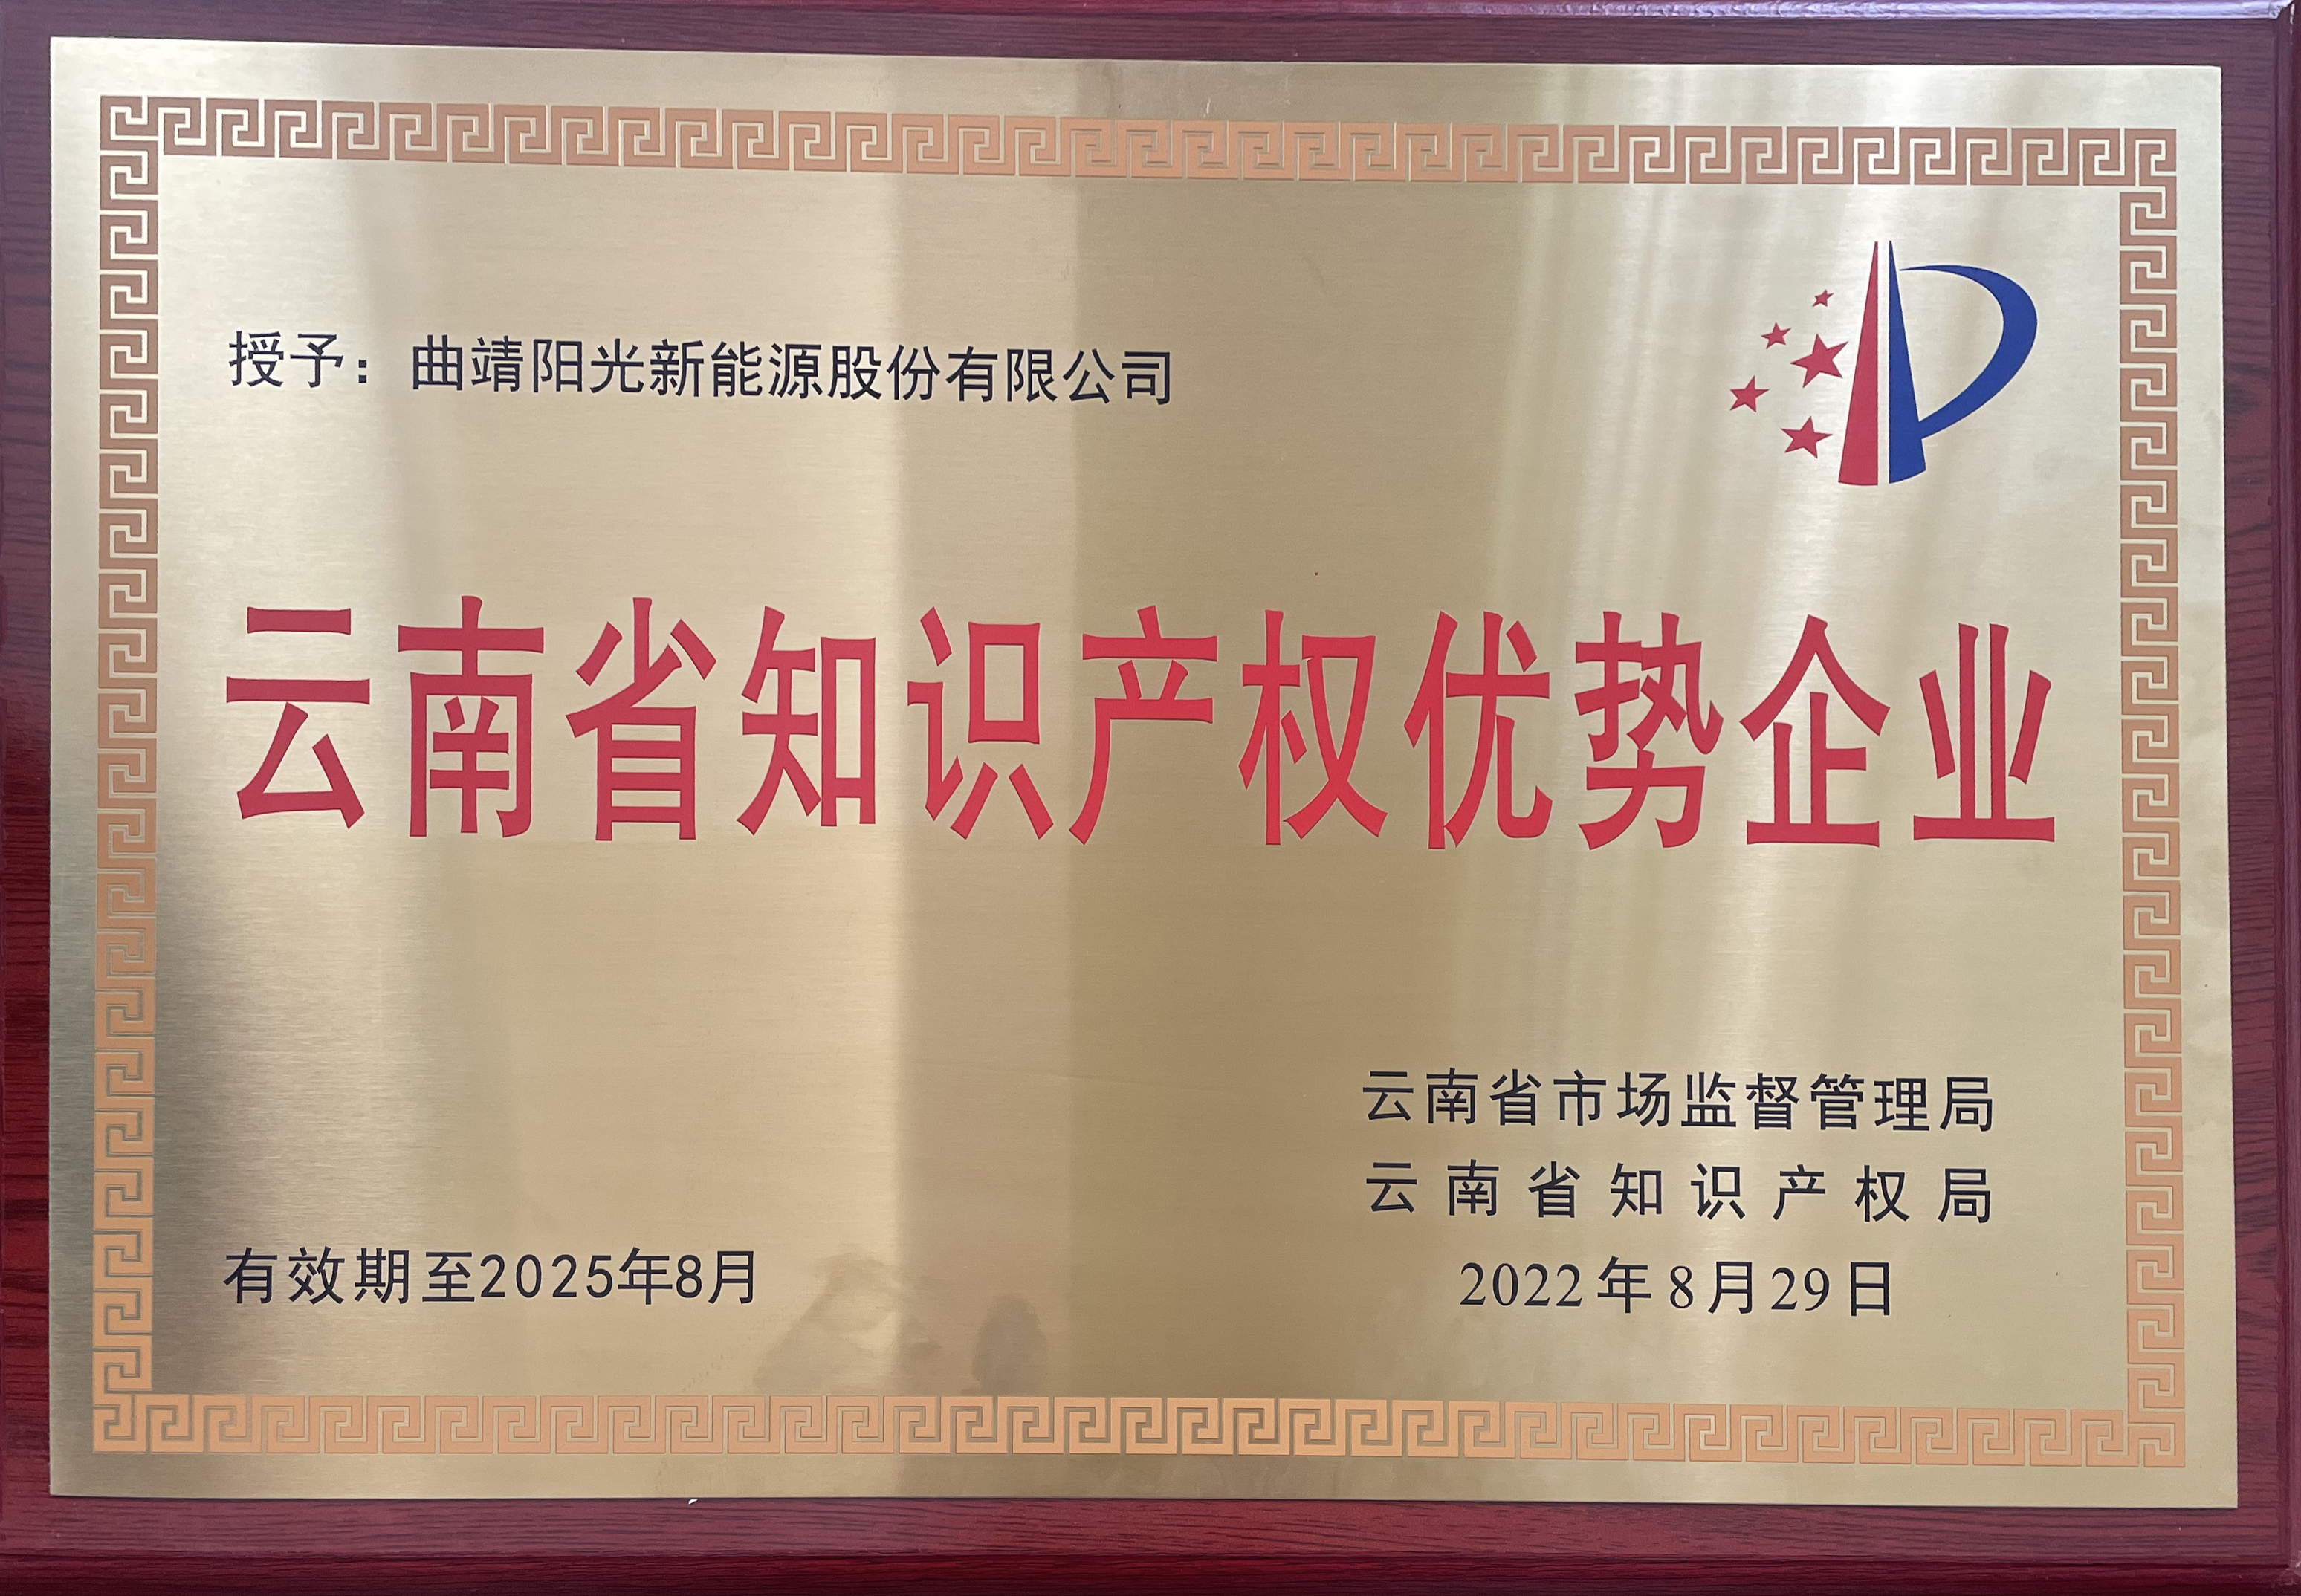 授予：曲靖阳光新能源股份有限公司
云南省知识产权优势企业
云南省市场监督管理局
云南省知识产权局
有效期至2025年8月
2022年8月29日